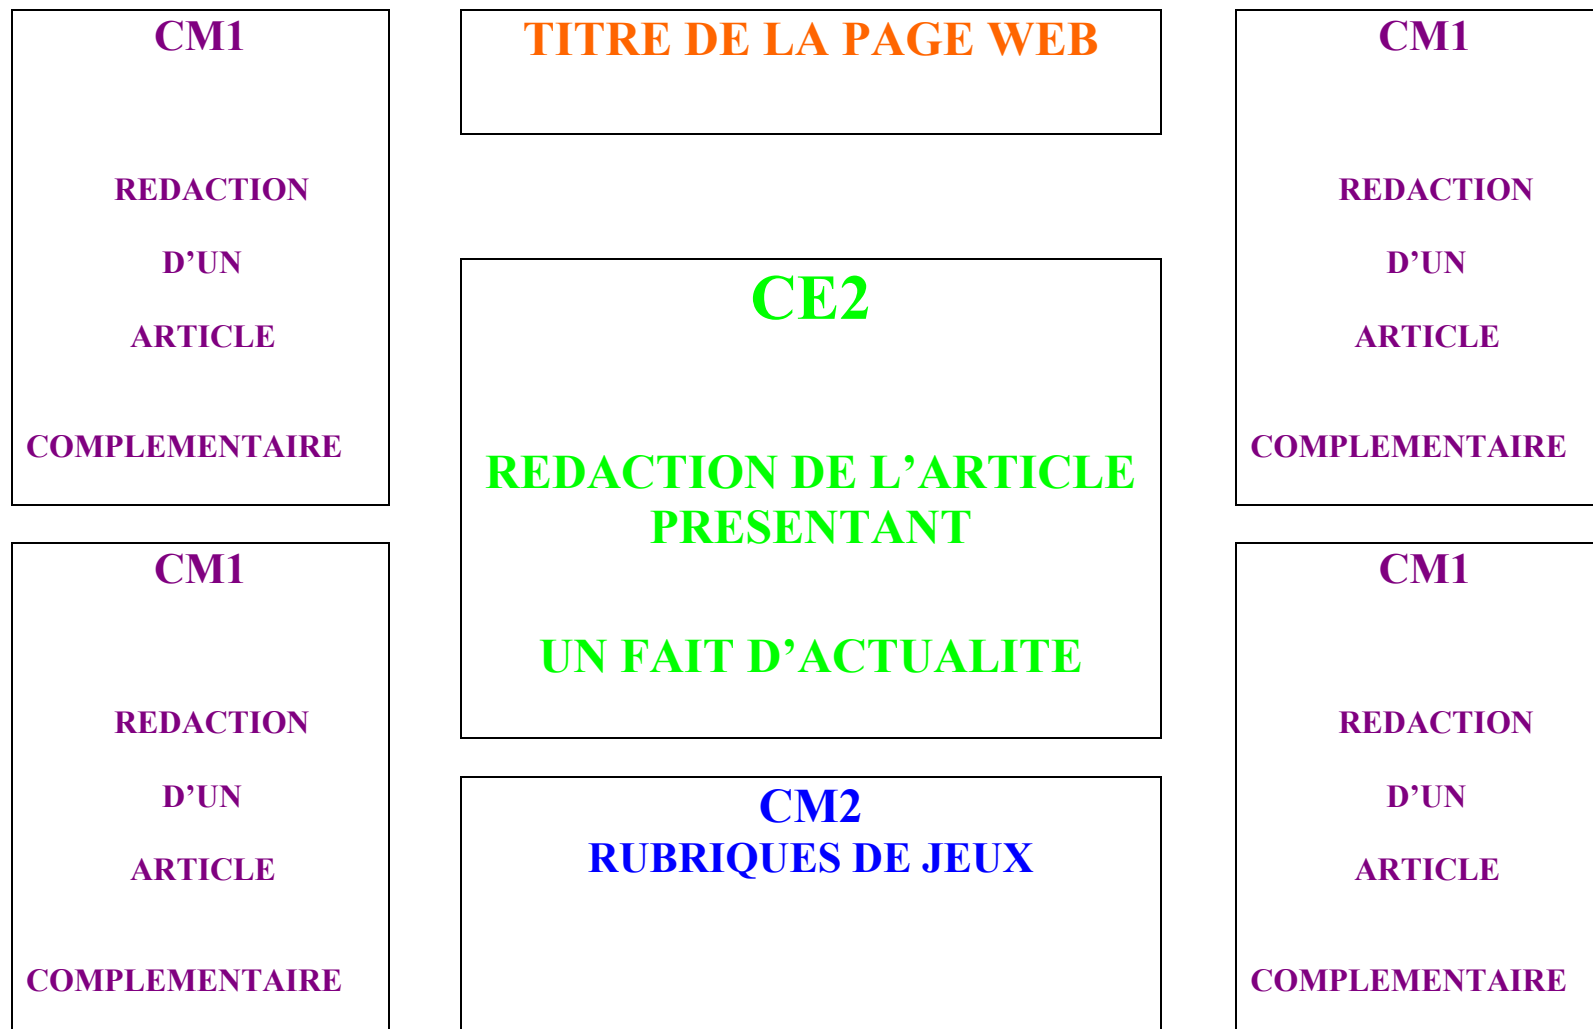 CM1
REDACTION
D’UN
ARTICLE
COMPLEMENTAIRE
TITRE DE LA PAGE WEB
CM1
REDACTION
D’UN
ARTICLE
COMPLEMENTAIRE
CE2
REDACTION DE L’ARTICLE
PRESENTANT
UN FAIT D’ACTUALITE
CM1
REDACTION
D’UN
ARTICLE
COMPLEMENTAIRE
CM2
RUBRIQUES DE JEUX
CM1
REDACTION
D’UN
ARTICLE
COMPLEMENTAIRE